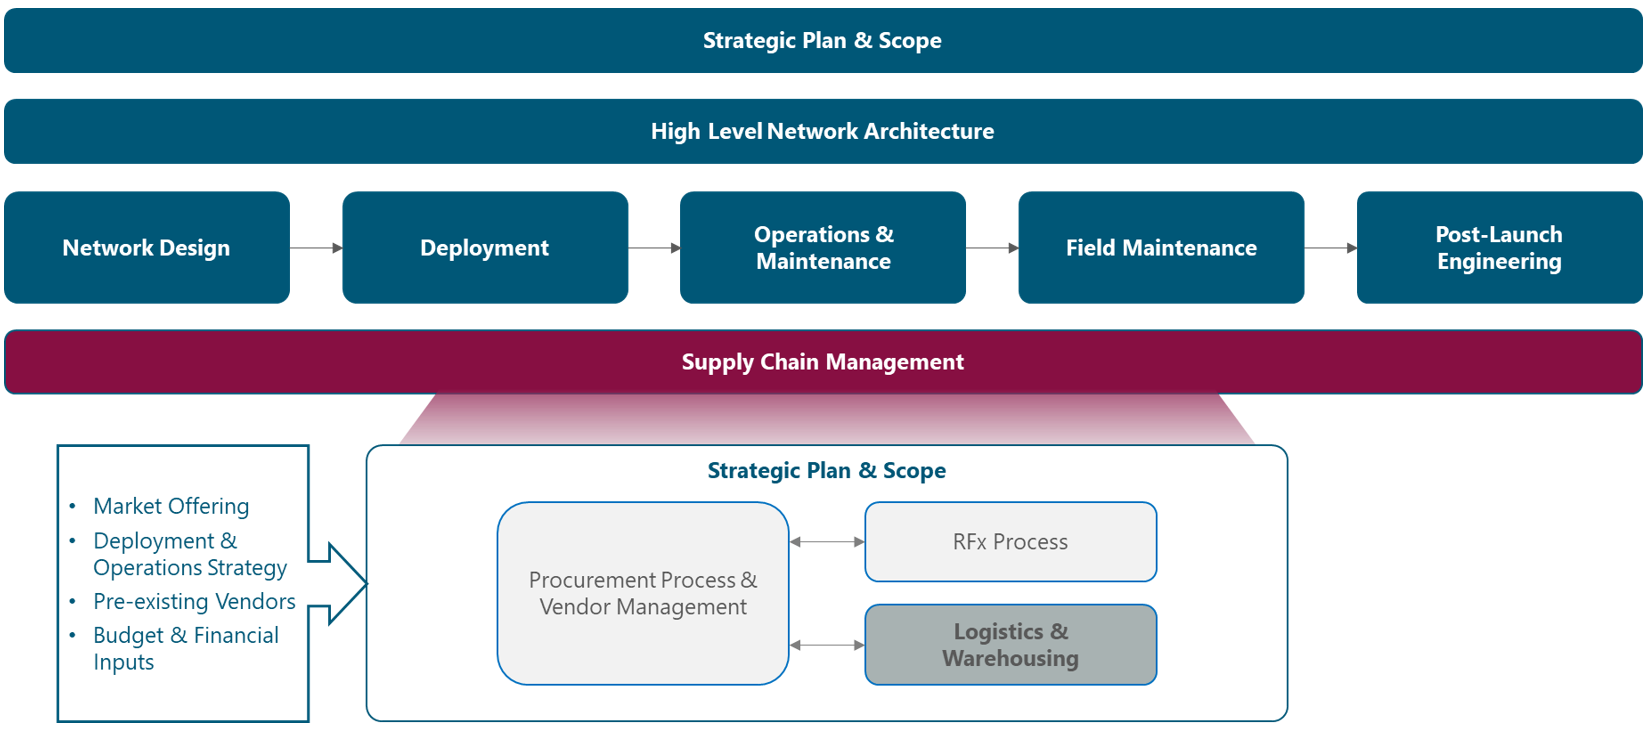 Strategic Plan & Scope
High Level Network Architecture
Network Design
Deployment
Operations &
Maintenance
Field Maintenance
Post-Launch
Engineering
Supply Chain Management
• Market Offering
• Deployment &
Operations Strategy
• Pre-existing Vendors
• Budget & Financial
Inputs
Strategic Plan & Scope
Procurement Process &
Vendor Management
RFx Process
Logistics &
Warehousing